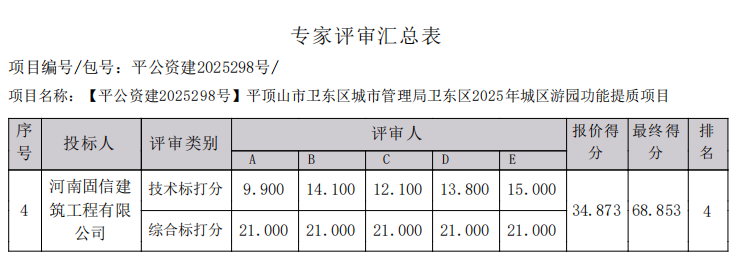 专家评审汇总表
项目编号/包号：平公资建2025298号/
项目名称：【平公资建2025298号】平顶山市卫东区城市管理局卫东区2025年城区游园功能提质项目
序号 投标人 评审类别 评审人 报价得分 最终得分 排名
A B C D E
4 河南固信建筑工程有限公司 技术标打分 9.900 14.100 12.100 13.800 15.000 34.873 68.853 4
综合标打分 21.000 21.000 21.000 21.000 21.000